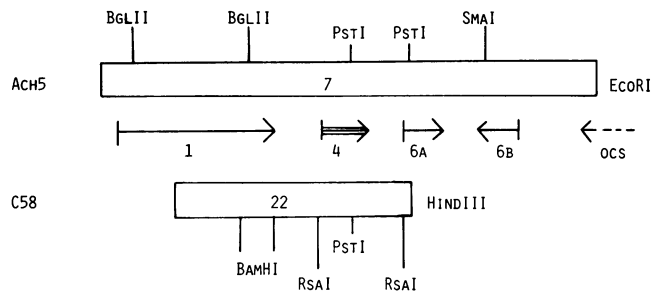 BGLII BGLII PSTI PSTI SMAI
ACH5 7 ECORI
1 4 6A 6B OCS
C58 22 HINDIII
BAMHI RSAI PSTI RSAI